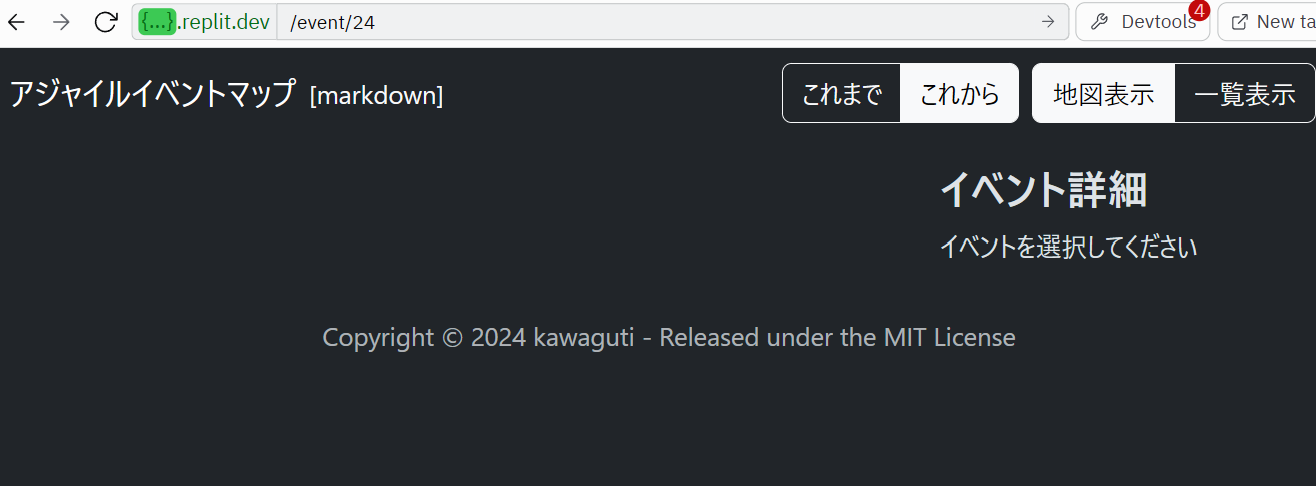 {...}.replit.dev /event/24 Devtools 4 New ta
アジャイルイベントマップ [markdown] これまで これから 地図表示 一覧表示
イベント詳細
イベントを選択してください
Copyright © 2024 kawaguti - Released under the MIT License